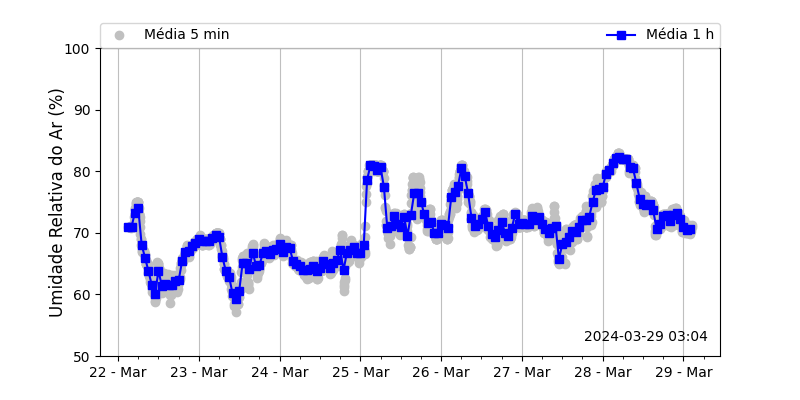 Média 5 min
Média 1 h
Umidade Relativa do Ar (%)
100
90
80
70
60
50
2024-03-29 03:04
22 - Mar
23 - Mar
24 - Mar
25 - Mar
26 - Mar
27 - Mar
28 - Mar
29 - Mar